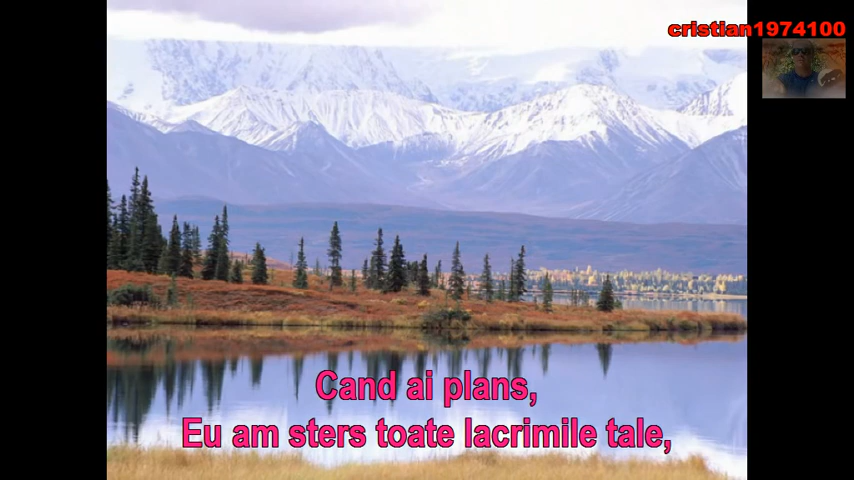 cristian1974100
Cand ai plans,
Eu am sters toate lacrimile tale,